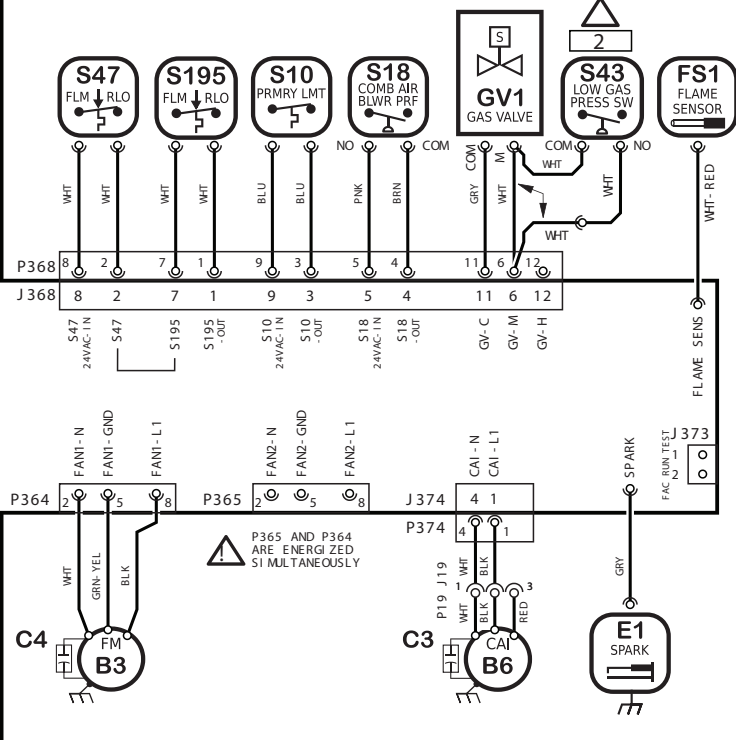 2
S47
FLM RLO
S195
FLM RLO
S10
PRMRY LMT
S18
COMB AIR
BLWR PRF
S
GV1
GAS VALVE
S43
LOW GAS
PRESS SW
FS1
FLAME
SENSOR
NO COM COM M COM NO
WHT WHT WHT WHT BLU BLU PNK BRN GRY WHT WHT WHT WHT WHT-RED
P368 8 2 7 1 9 3 5 4 11 6 12
J368 8 2 7 1 9 3 5 4 11 6 12
S47
24VAC-IN
S47
S195
S195
-OUT
S10
24VAC-IN
S10
-OUT
S18
24VAC-IN
S18
-OUT
GV-C
GV-M
GV-H
FLAME SENS
FAN1-N
FAN1-GND
FAN1-L1
FAN2-N
FAN2-GND
FAN2-L1
CAI-N
CAI-L1
SPARK
J373
FAC RUN TEST
1
2
P364 2 5 8
P365 2 5 8
J374 4 1
P374 4 1
!
P365 AND P364
ARE ENERGIZED
SIMULTANEOUSLY
WHT GRN-YEL BLK
WHT BLK
P19 J19 1 3
WHT BLK RED
GRY
C4
FM
B3
C3
CAI
B6
E1
SPARK